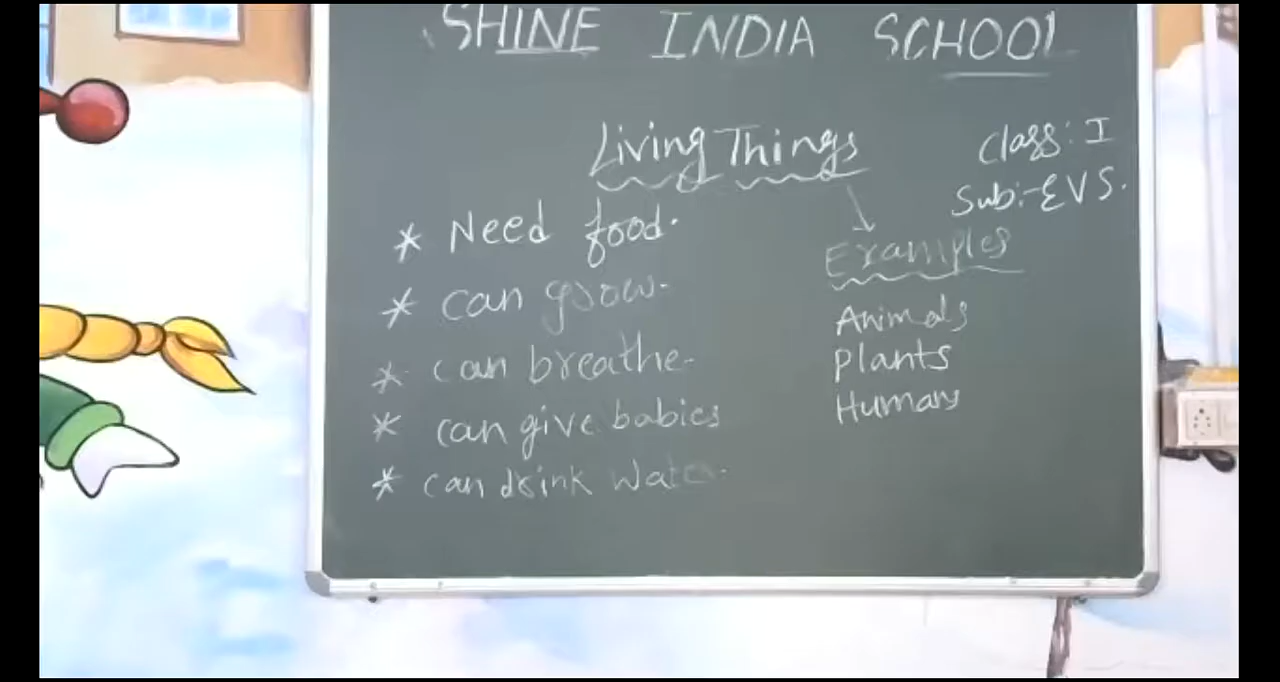 SHINE INDIA SCHOOL
Living Things
Class: I
Sub:- EVS.
* Need food.
* can grow.
* can breathe.
* can give babies
* can drink Water.
Examples
Animals
Plants
Humans